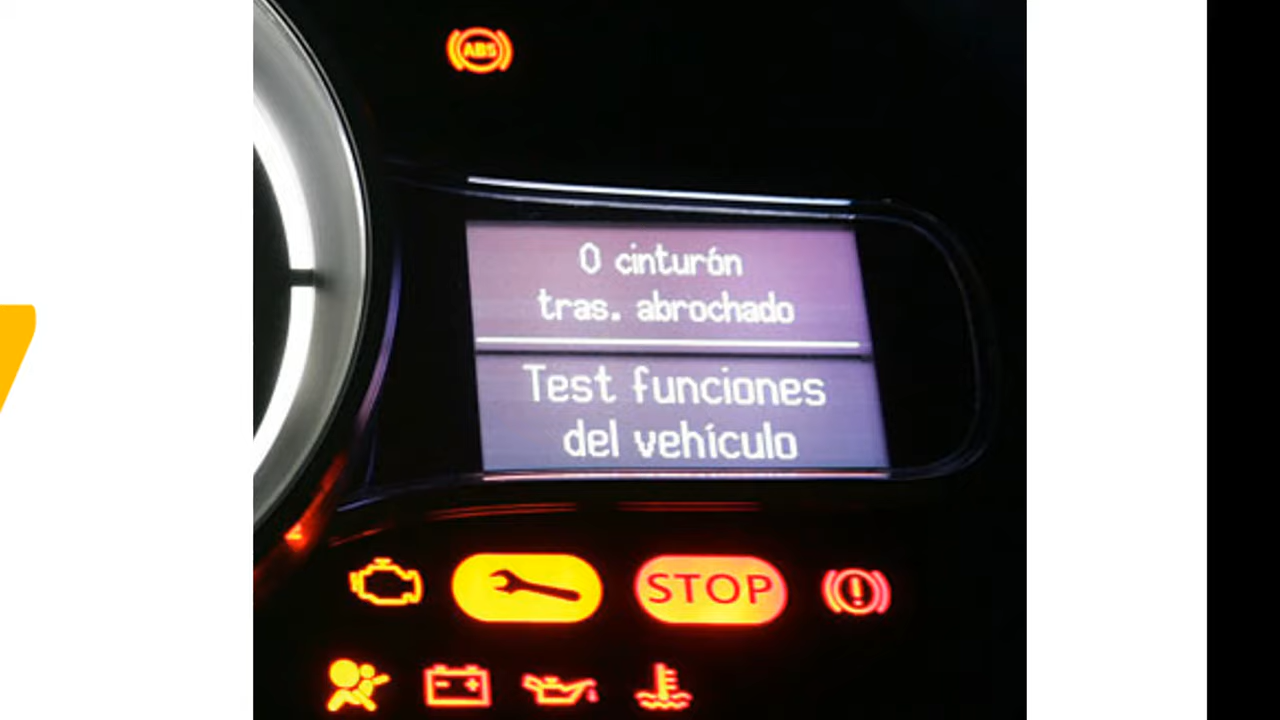 ABS
0 cinturón
tras. abrochado
Test funciones
del vehículo
STOP